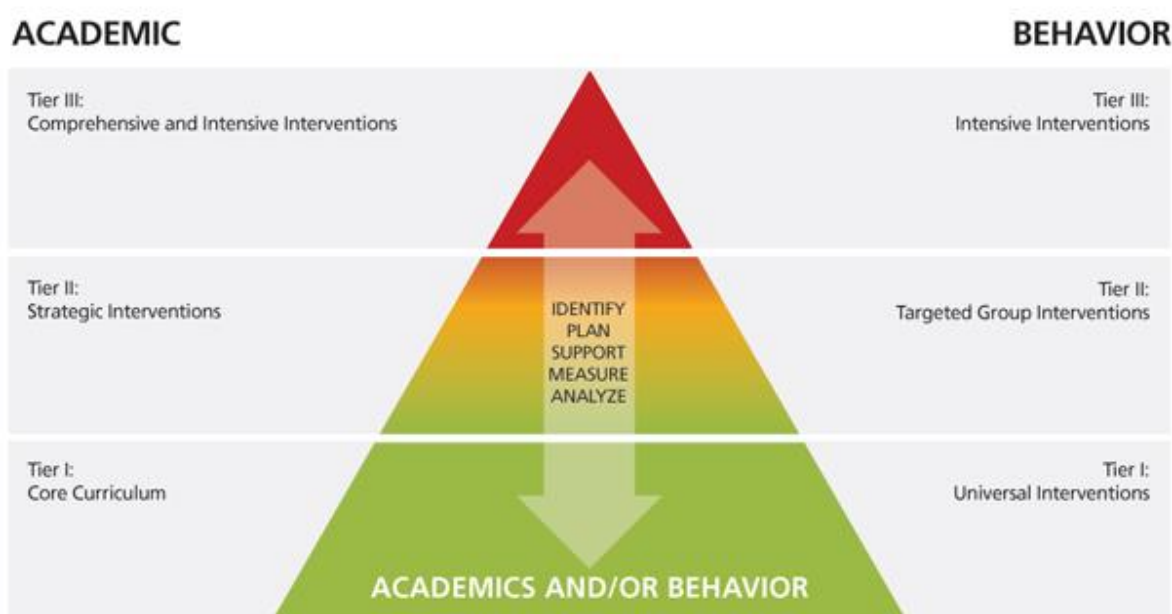 ACADEMIC
BEHAVIOR
Tier III:
Comprehensive and Intensive Interventions
Tier III:
Intensive Interventions
Tier II:
Strategic Interventions
IDENTIFY
PLAN
SUPPORT
MEASURE
ANALYZE
Tier II:
Targeted Group Interventions
Tier I:
Core Curriculum
Tier I:
Universal Interventions
ACADEMICS AND/OR BEHAVIOR